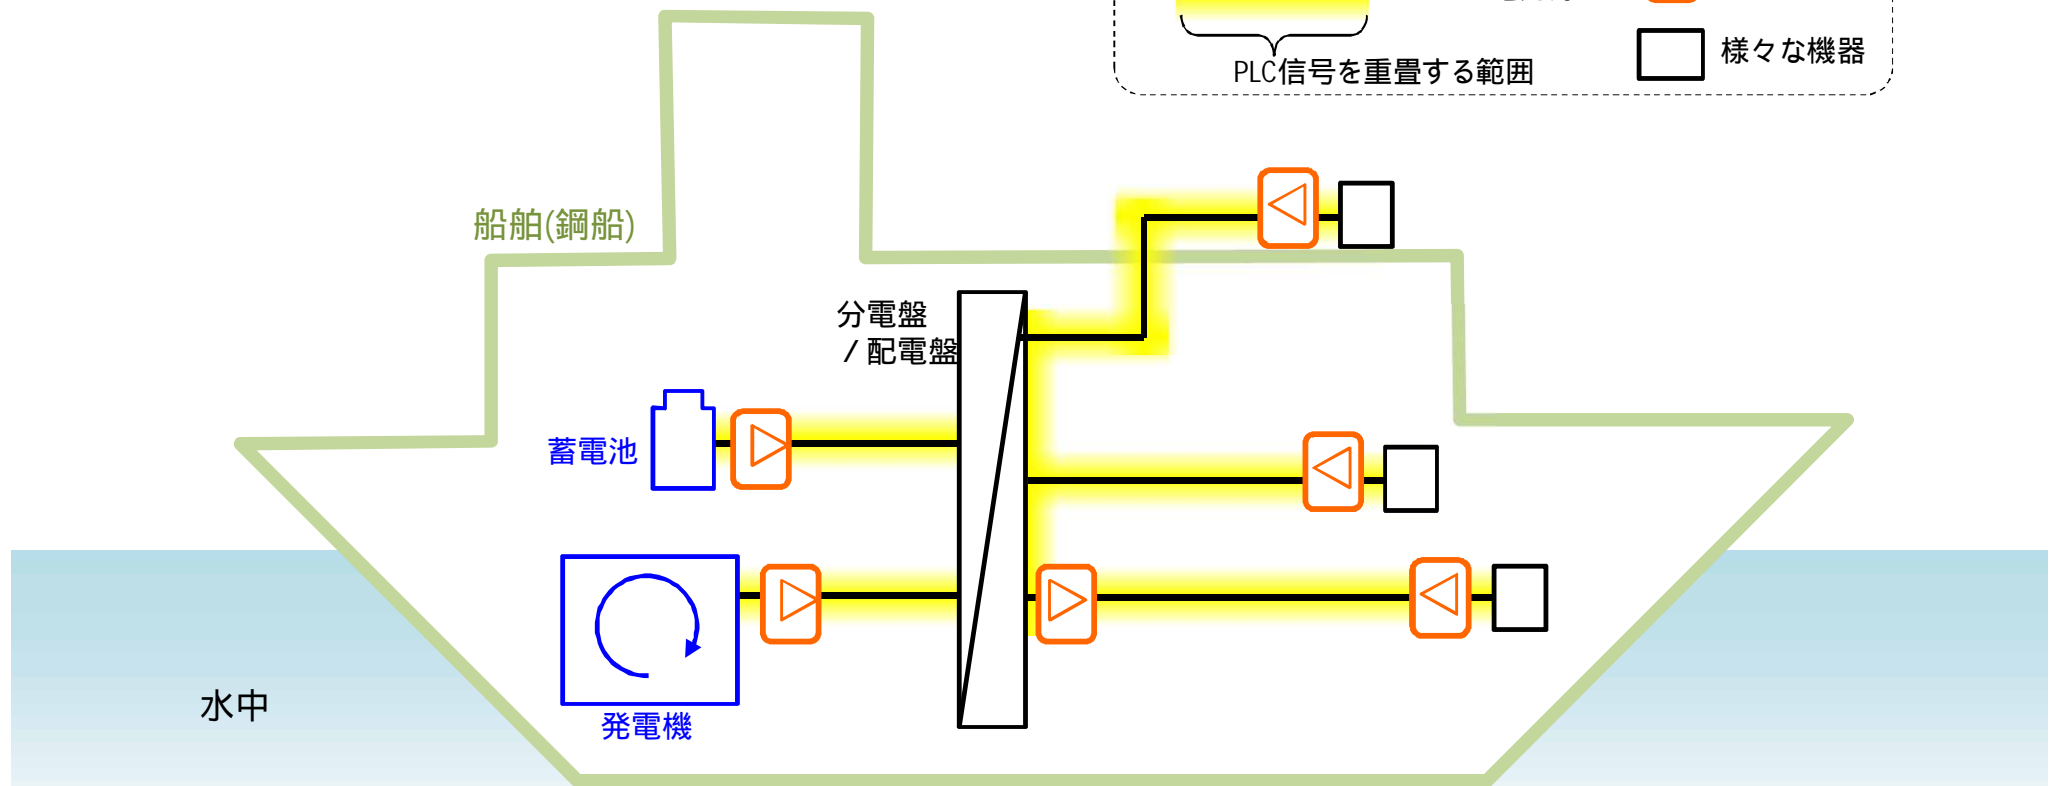 様々な機器
PLC信号を重畳する範囲
船舶(鋼船)
分電盤
/ 配電盤
蓄電池
発電機
水中